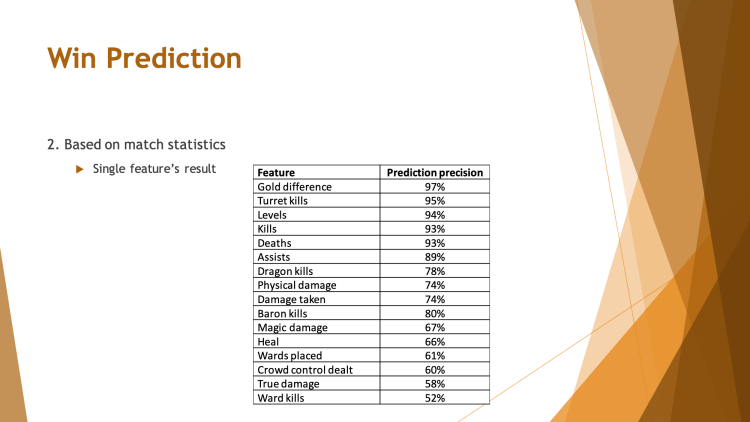 Win Prediction
2. Based on match statistics
Single feature's result
Feature Prediction precision
Gold difference 97%
Turret kills 95%
Levels 94%
Kills 93%
Deaths 93%
Assists 89%
Dragon kills 78%
Physical damage 74%
Damage taken 74%
Baron kills 80%
Magic damage 67%
Heal 66%
Wards placed 61%
Crowd control dealt 60%
True damage 58%
Ward kills 52%